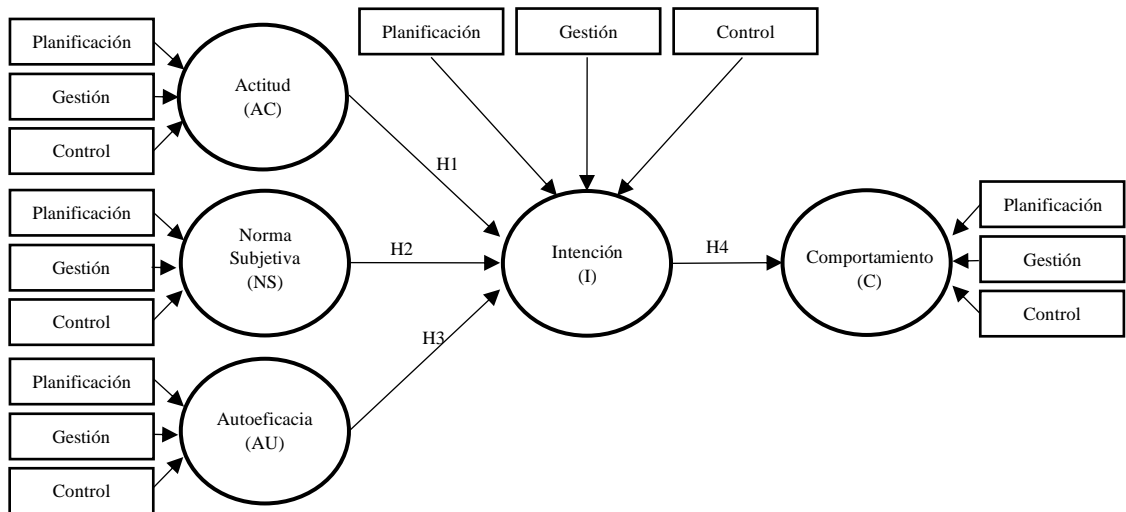 Planificación
Gestión
Control
Actitud
(AC)
Planificación
Gestión
Control
H1
Planificación
Gestión
Control
Norma
Subjetiva
(NS)
H2
Intención
(I)
H4
Comportamiento
(C)
Planificación
Gestión
Control
H3
Planificación
Gestión
Control
Autoeficacia
(AU)